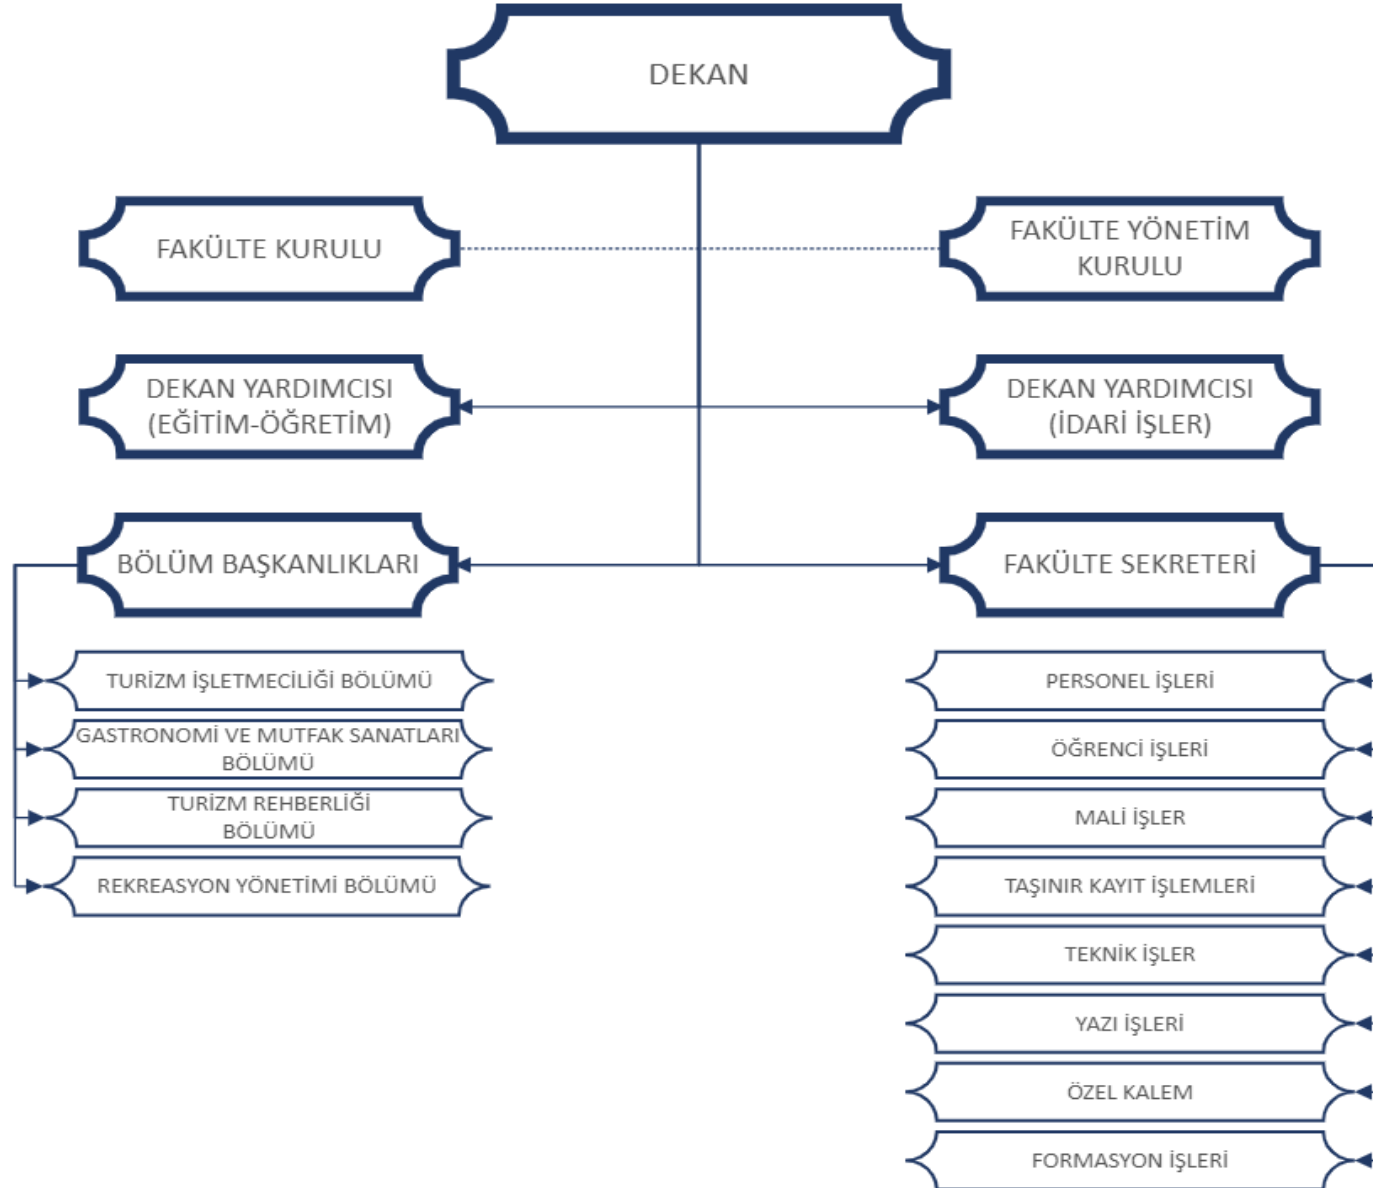 DEKAN
FAKÜLTE KURULU
FAKÜLTE YÖNETİM
KURULU
DEKAN YARDIMCISI
(EĞİTİM-ÖĞRETİM)
DEKAN YARDIMCISI
(İDARİ İŞLER)
BÖLÜM BAŞKANLIKLARI
FAKÜLTE SEKRETERİ
TURİZM İŞLETMECİLİĞİ BÖLÜMÜ
GASTRONOMİ VE MUTFAK SANATLARI
BÖLÜMÜ
TURİZM REHBERLİĞİ
BÖLÜMÜ
REKREASYON YÖNETİMİ BÖLÜMÜ
PERSONEL İŞLERİ
ÖĞRENCİ İŞLERİ
MALİ İŞLER
TAŞINIR KAYIT İŞLEMLERİ
TEKNİK İŞLER
YAZI İŞLERİ
ÖZEL KALEM
FORMASYON İŞLERİ